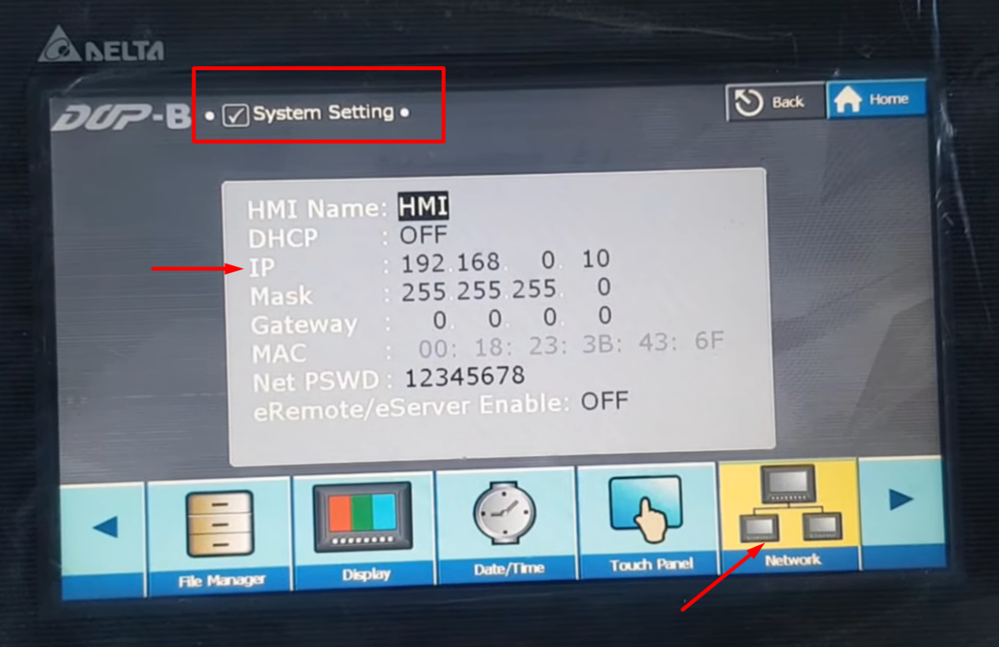 DELTA
DOP-B • System Setting •
Back
Home
HMI Name: HMI
DHCP : OFF
IP : 192.168. 0. 10
Mask : 255.255.255. 0
Gateway : 0. 0. 0. 0
MAC : 00: 18: 23: 3B: 43: 6F
Net PSWD : 12345678
eRemote/eServer Enable: OFF
File Manager
Display
Date/Time
Touch Panel
Network